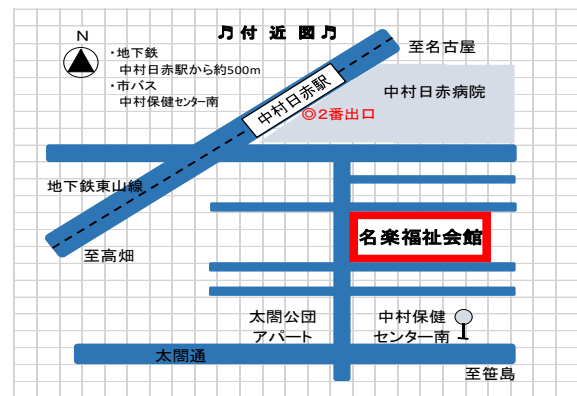 ♫付 近 図♫
N
・地下鉄
中村日赤駅から約500m
・市バス
中村保健センター南
至名古屋
中村日赤病院
中村日赤駅
◎2番出口
地下鉄東山線
至高畑
名楽福祉会館
太閤公団
アパート
中村保健
センター南
太閤通
至笹島